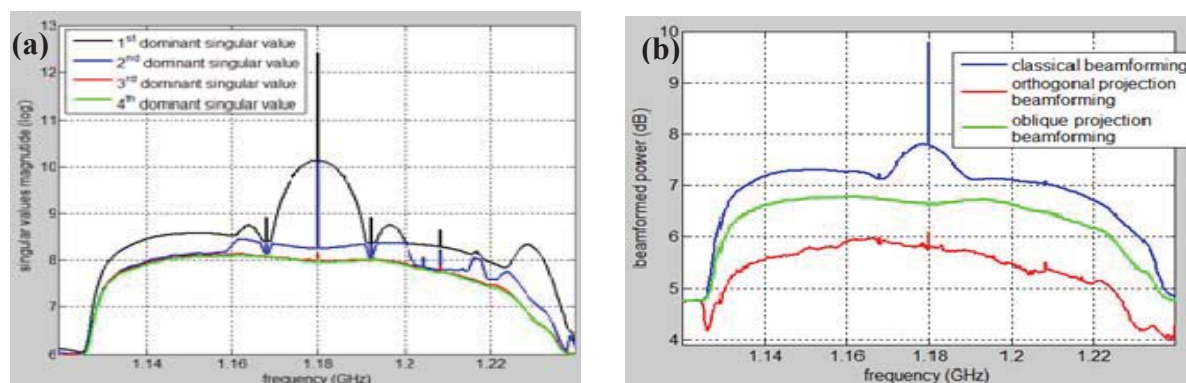 (a)
13
12
11
10
9
8
7
6
singular values magnutide (log)
1st dominant singular value
2nd dominant singular value
3rd dominant singular value
4th dominant singular value
1.14
1.16
1.18
1.2
1.22
frequency (GHz)
(b)
10
9
8
7
6
5
4
beamformed power (dB)
classical beamforming
orthogonal projection
beamforming
oblique projection
beamforming
1.14
1.16
1.18
1.2
1.22
frequency (GHz)